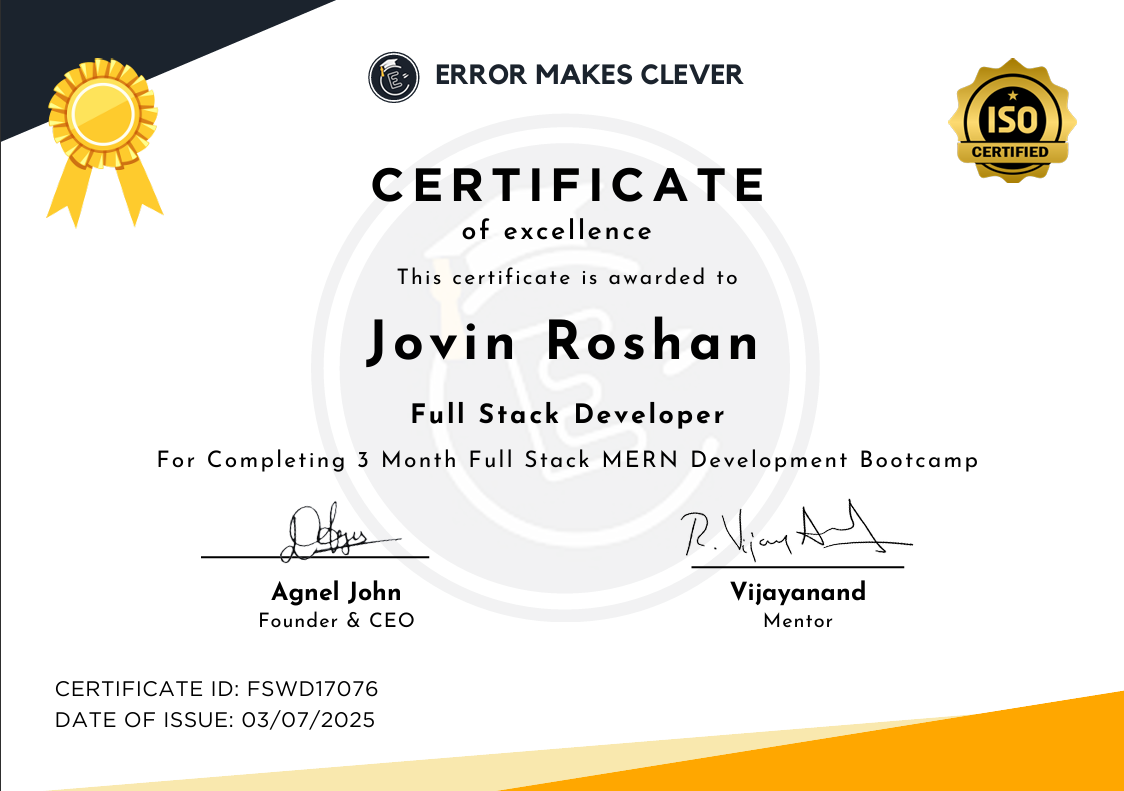 ERROR MAKES CLEVER
ISO
CERTIFIED
CERTIFICATE
of excellence
This certificate is awarded to
Jovin Roshan
Full Stack Developer
For Completing 3 Month Full Stack MERN Development Bootcamp
R. Vijay Anand
Agnel John
Founder & CEO
Vijayanand
Mentor
CERTIFICATE ID: FSWD17076
DATE OF ISSUE: 03/07/2025